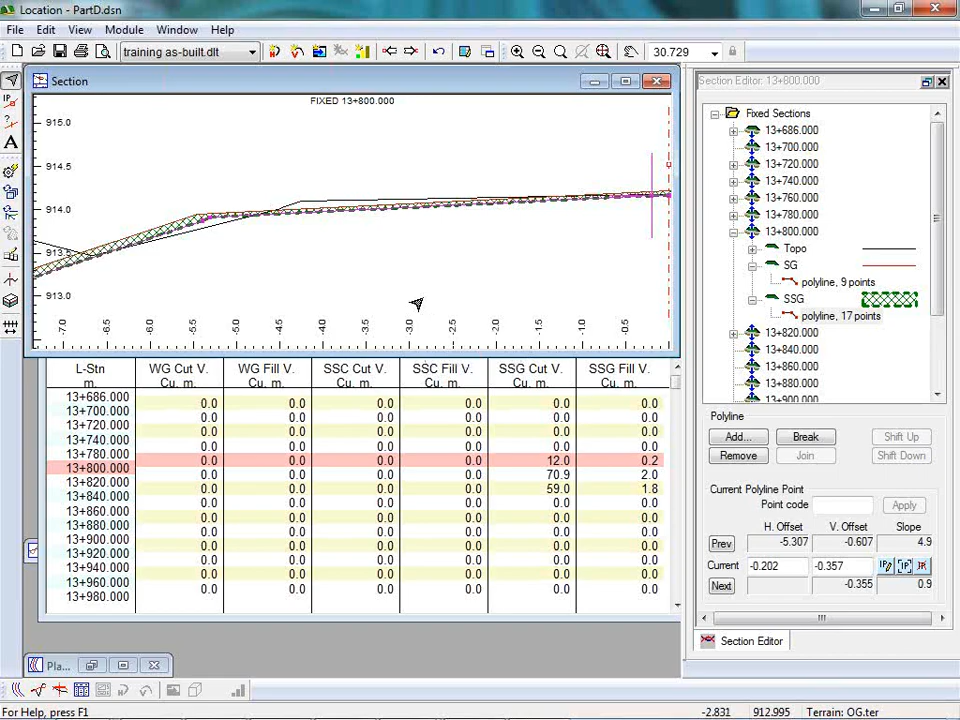 Location - PartD.dsn
File Edit View Module Window Help
training as-built.dlt
30.729
Section
FIXED 13+800.000
915.0
914.5
914.0
913.5
913.0
-7.0 -6.5 -6.0 -5.5 -5.0 -4.5 -4.0 -3.5 -3.0 -2.5 -2.0 -1.5 -1.0 -0.5
L-Stn WG Cut V. WG Fill V. SSC Cut V. SSC Fill V. SSG Cut V. SSG Fill V.
m. Cu. m. Cu. m. Cu. m. Cu. m. Cu. m. Cu. m.
13+686.000 0.0 0.0 0.0 0.0 0.0 0.0
13+700.000 0.0 0.0 0.0 0.0 0.0 0.0
13+720.000 0.0 0.0 0.0 0.0 0.0 0.0
13+740.000 0.0 0.0 0.0 0.0 0.0 0.0
13+780.000 0.0 0.0 0.0 0.0 12.0 0.2
13+800.000 0.0 0.0 0.0 0.0 70.9 2.0
13+820.000 0.0 0.0 0.0 0.0 59.0 1.8
13+840.000 0.0 0.0 0.0 0.0 0.0 0.0
13+860.000 0.0 0.0 0.0 0.0 0.0 0.0
13+880.000 0.0 0.0 0.0 0.0 0.0 0.0
13+900.000 0.0 0.0 0.0 0.0 0.0 0.0
13+920.000 0.0 0.0 0.0 0.0 0.0 0.0
13+940.000 0.0 0.0 0.0 0.0 0.0 0.0
13+960.000 0.0 0.0 0.0 0.0 0.0 0.0
13+980.000
Pla...
Section Editor: 13+800.000
Fixed Sections
13+686.000
13+700.000
13+720.000
13+740.000
13+760.000
13+780.000
13+800.000
Topo
SG
polyline, 9 points
SSG
polyline, 17 points
13+820.000
13+840.000
13+860.000
13+880.000
13+900.000
Polyline
Add... Break Shift Up
Remove Join Shift Down
Current Polyline Point
Point code Apply
H. Offset V. Offset Slope
Prev -5.307 -0.607 4.9
Current -0.202 -0.357
Next -0.355 0.9
Section Editor
For Help, press F1
-2.831 912.995 Terrain: OG.ter